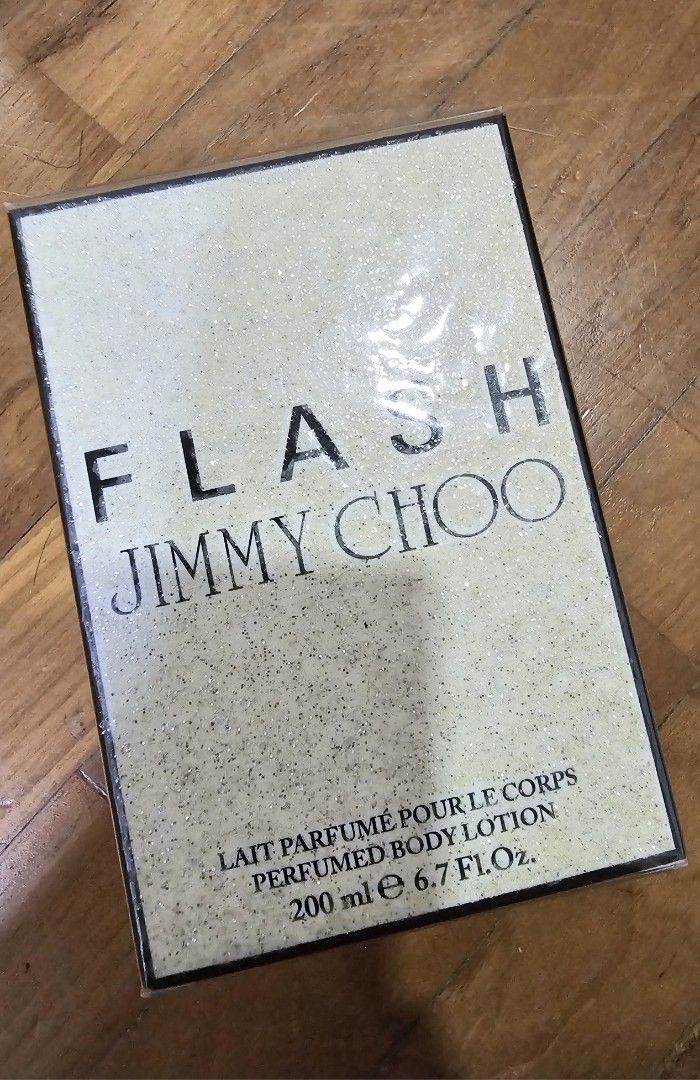 FLASH
JIMMY CHOO
LAIT PARFUMÉ POUR LE CORPS
PERFUMED BODY LOTION
200 ml ℮ 6.7 Fl.Oz.